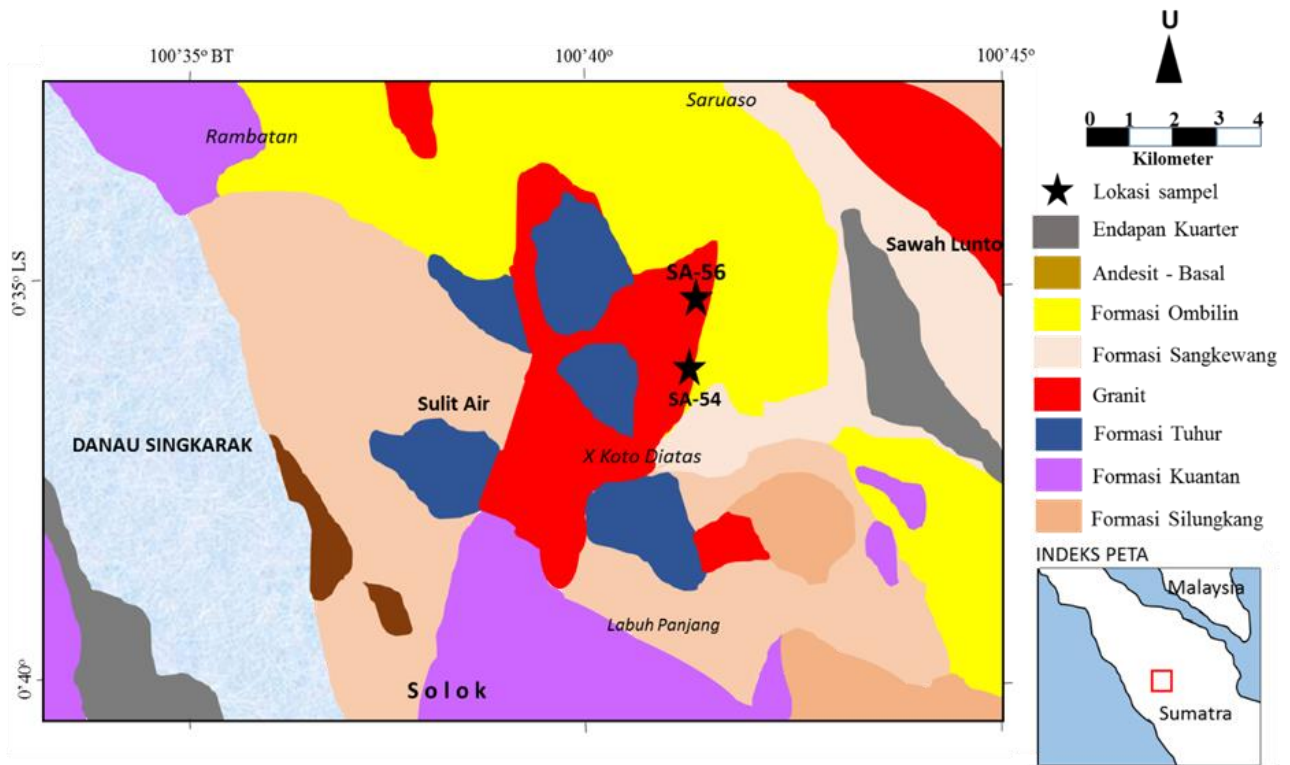 100°35° BT
100°40°
100°45°
0°35° LS
0°40°
Rambatan
Saruaso
Sawah Lunto
SA-56
SA-54
Sulit Air
DANAU SINGKARAK
X Koto Diatas
Labuh Panjang
Solok
U
0 1 2 3 4
Kilometer
Lokasi sampel
Endapan Kuarter
Andesit - Basal
Formasi Ombilin
Formasi Sangkewang
Granit
Formasi Tuhur
Formasi Kuantan
Formasi Silungkang
INDEKS PETA
Malaysia
Sumatra